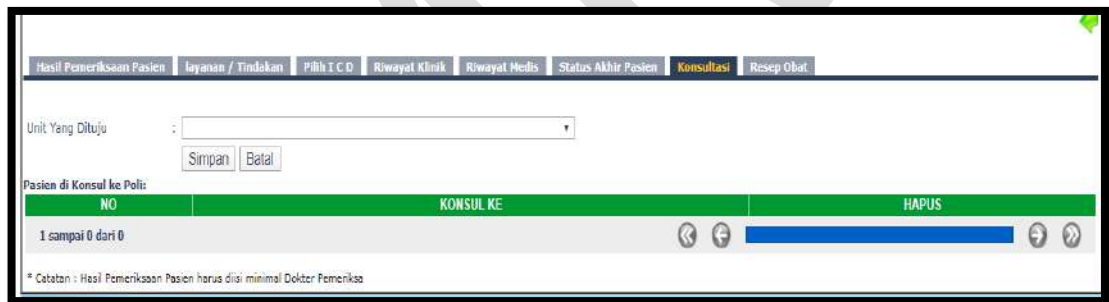 Hasil Pemeriksaan Pasien layanan / Tindakan Pilih I C D Riwayat Klinik Riwayat Medis Status Akhir Pasien Konsultasi Resep Obat
Unit Yang Dituju :
Simpan Batal
Pasien di Konsul ke Poli:
NO KONSUL KE HAPUS
1 sampai 0 dari 0
* Catatan : Hasil Pemeriksaan Pasien harus diisi minimal Dokter Pemeriksa